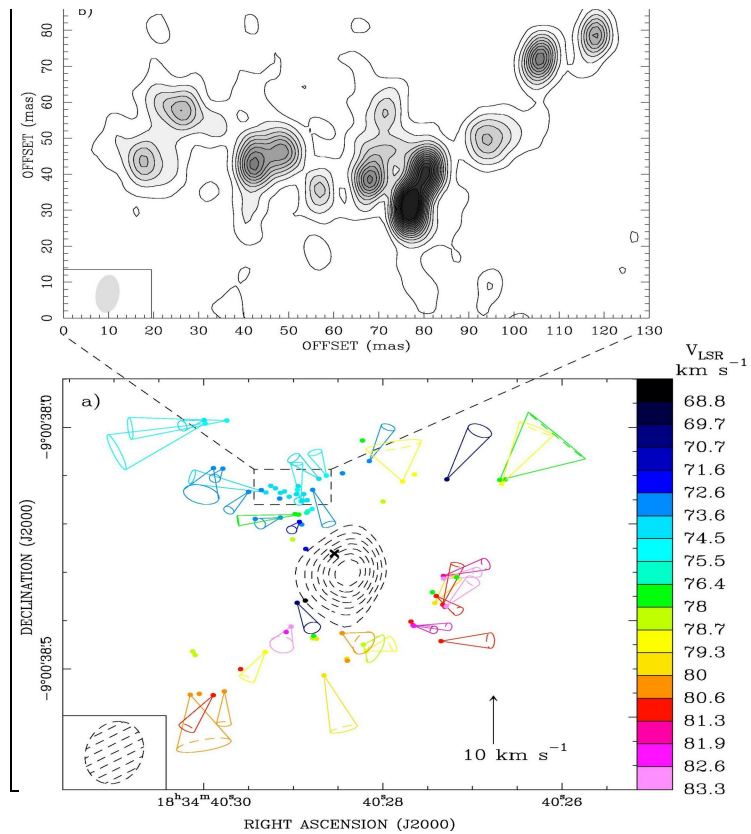 b)
OFFSET (mas)
80
70
60
50
40
30
20
10
0
0 10 20 30 40 50 60 70 80 90 100 110 120 130
OFFSET (mas)
V_LSR
km s⁻¹
a)
68.8
69.7
70.7
71.6
72.6
73.6
74.5
75.5
76.4
78
78.7
79.3
80
80.6
81.3
81.9
82.6
83.3
DECLINATION (J2000)
−9°00'38".0
−9°00'38".5
10 km s⁻¹
18ʰ34ᵐ40ˢ.30 40ˢ.28 40ˢ.26
RIGHT ASCENSION (J2000)